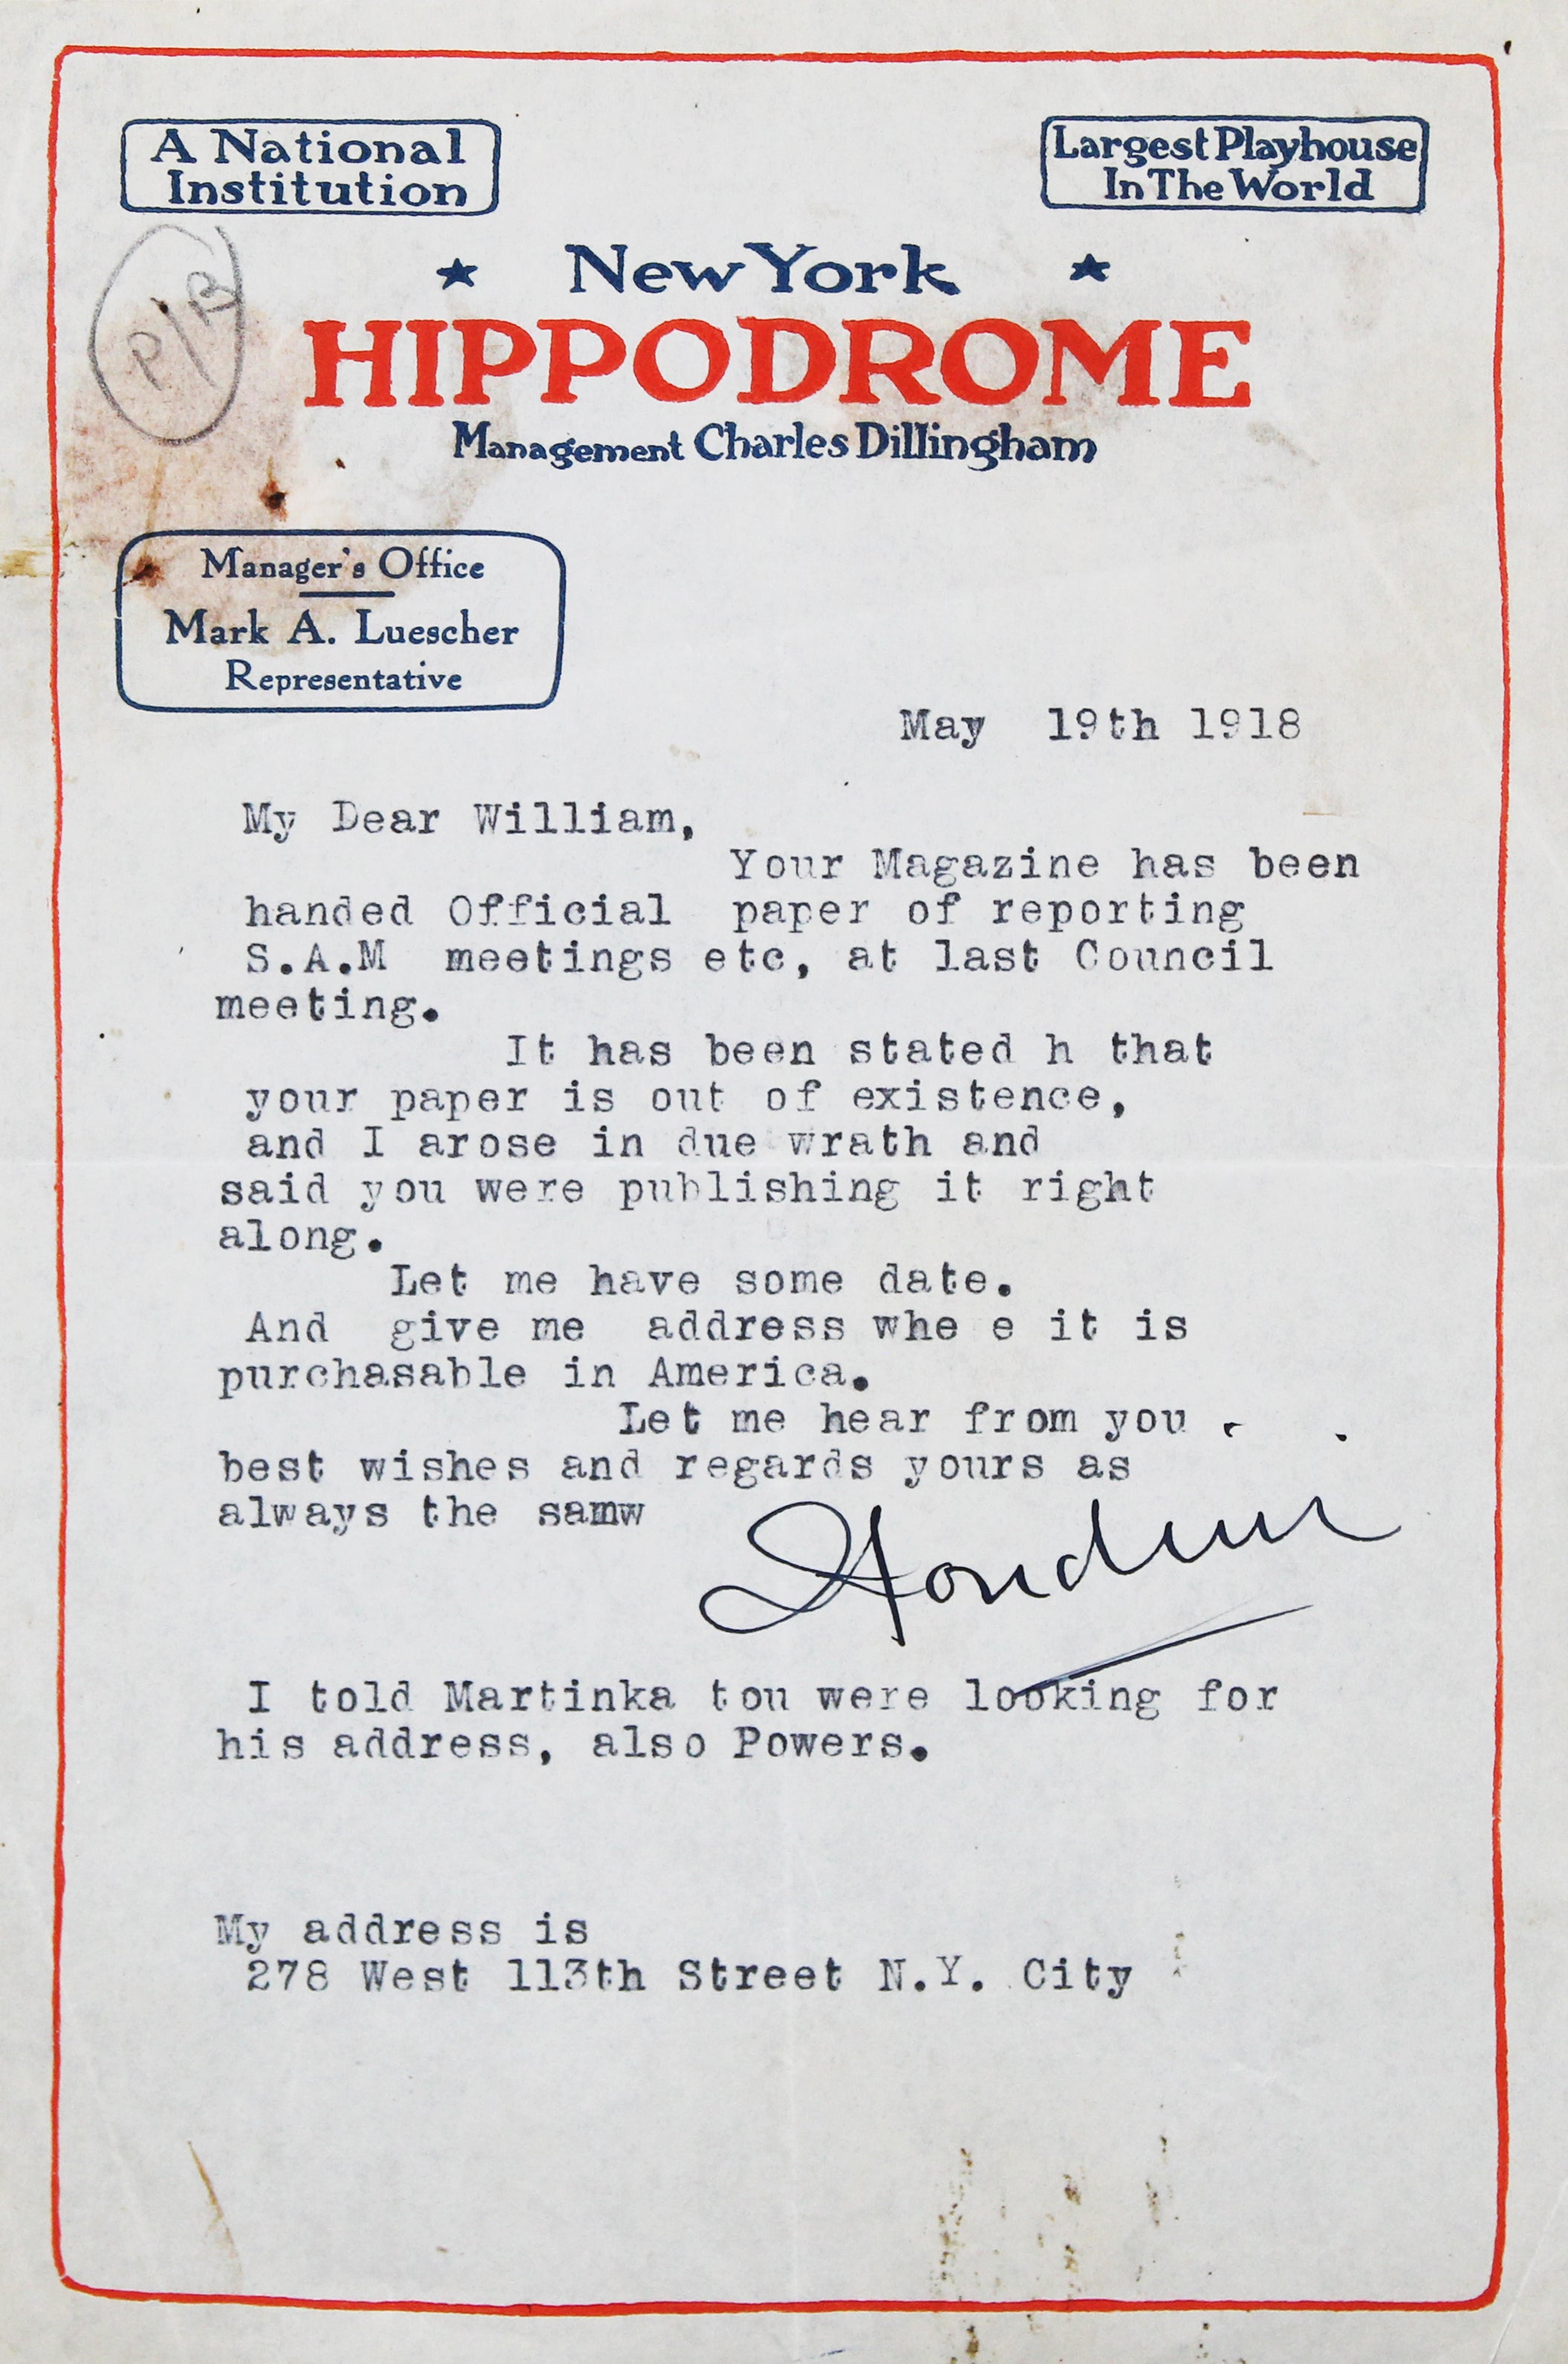 A National
Institution
Largest Playhouse
In The World
New York
HIPPODROME
Management Charles Dillingham
P/R
Manager's Office
Mark A. Luescher
Representative
May 19th 1918
My Dear William,
Your Magazine has been
handed Official paper of reporting
S.A.M meetings etc, at last Council
meeting.
It has been stated h that
your paper is out of existence,
and I arose in due wrath and
said you were publishing it right
along.
Let me have some date.
And give me address whe e it is
purchasable in America.
Let me hear from you .
best wishes and regards yours as
always the samw
Houdini
I told Martinka tou were looking for
his address, also Powers.
My address is
278 West 113th Street N.Y. City